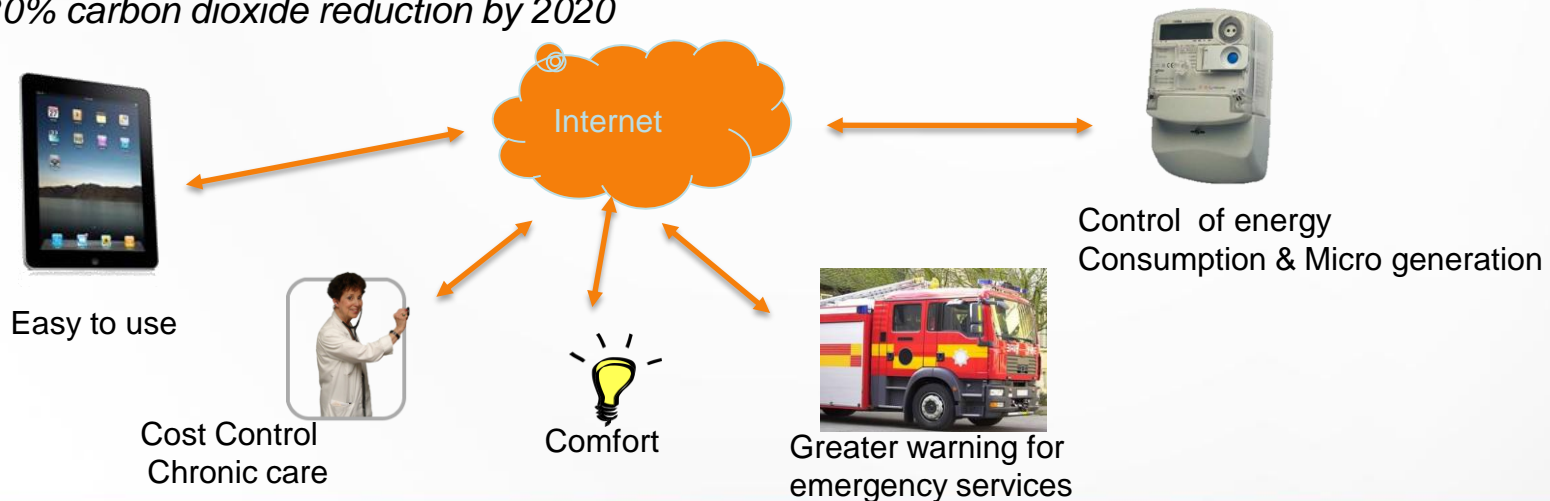 0% carbon dioxide reduction by 2020
Internet
Easy to use
Cost Control
Chronic care
Comfort
Greater warning for
emergency services
Control of energy
Consumption & Micro generation